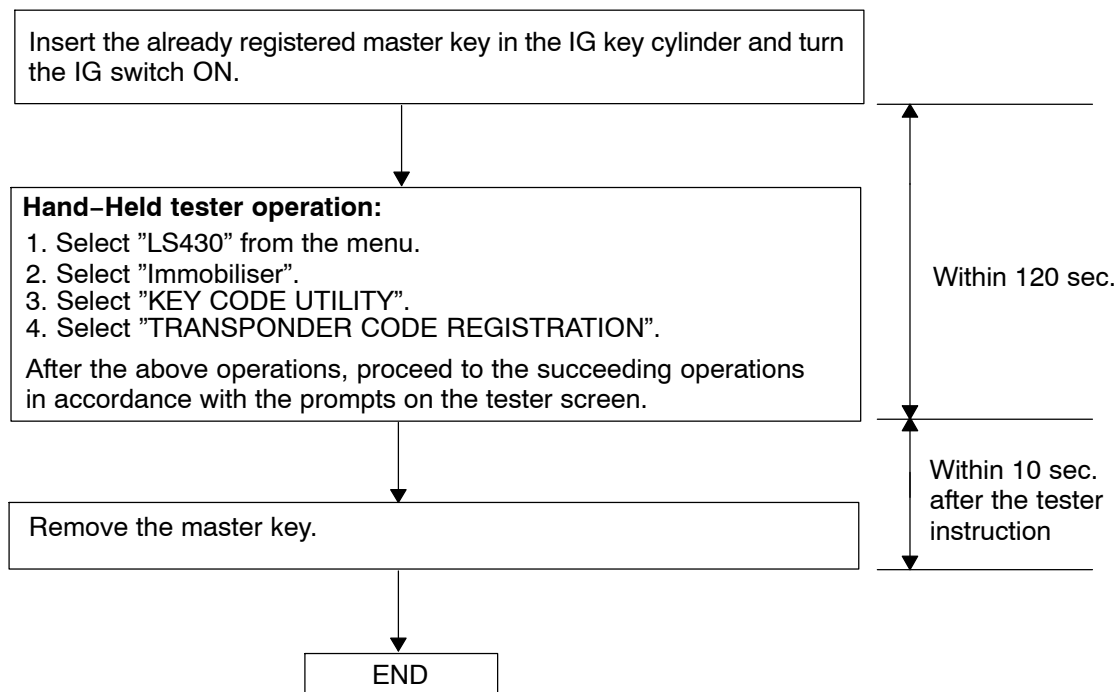 Insert the already registered master key in the IG key cylinder and turn
the IG switch ON.
Hand−Held tester operation:
1. Select ”LS430” from the menu.
2. Select ”Immobiliser”.
3. Select ”KEY CODE UTILITY”.
4. Select ”TRANSPONDER CODE REGISTRATION”.
After the above operations, proceed to the succeeding operations
in accordance with the prompts on the tester screen.
Within 120 sec.
Remove the master key.
Within 10 sec.
after the tester
instruction
END